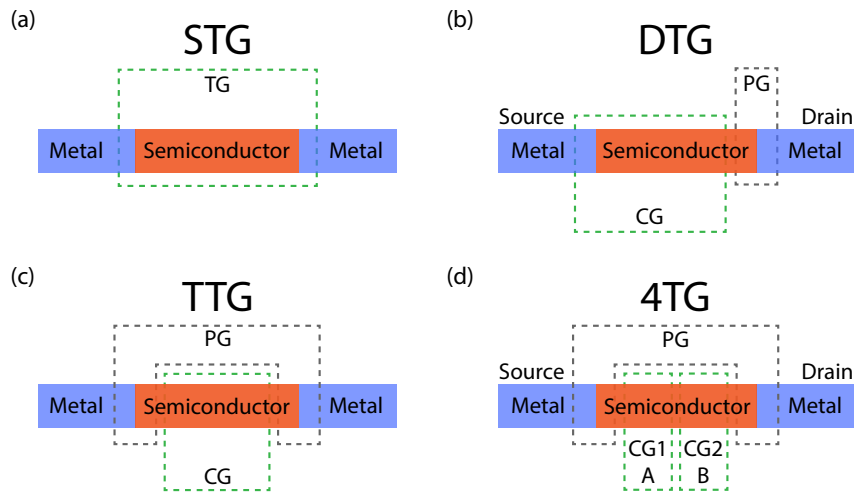 (a)
STG
TG
Metal Semiconductor Metal
(b)
DTG
PG
Source Drain
Metal Semiconductor Metal
CG
(c)
TTG
PG
Metal Semiconductor Metal
CG
(d)
4TG
PG
Source Drain
Metal Semiconductor Metal
CG1 CG2
A B